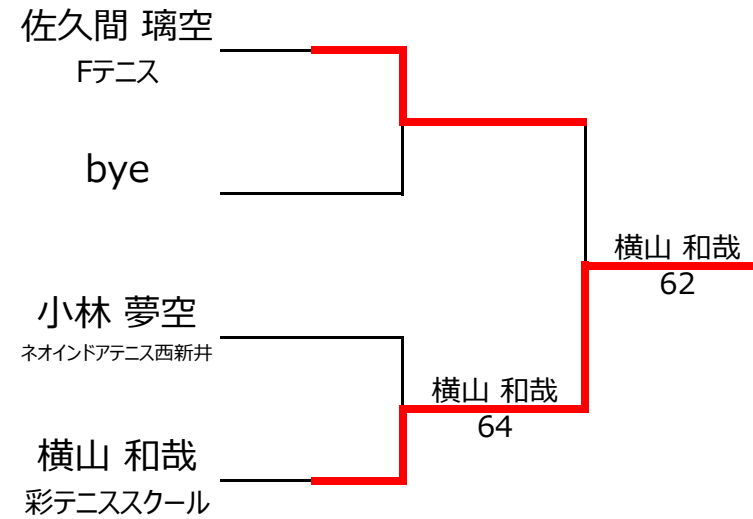 佐久間 璃空
Fテニス
bye
横山 和哉
62
小林 夢空
ネオインドアテニス西新井
横山 和哉
64
横山 和哉
彩テニススクール